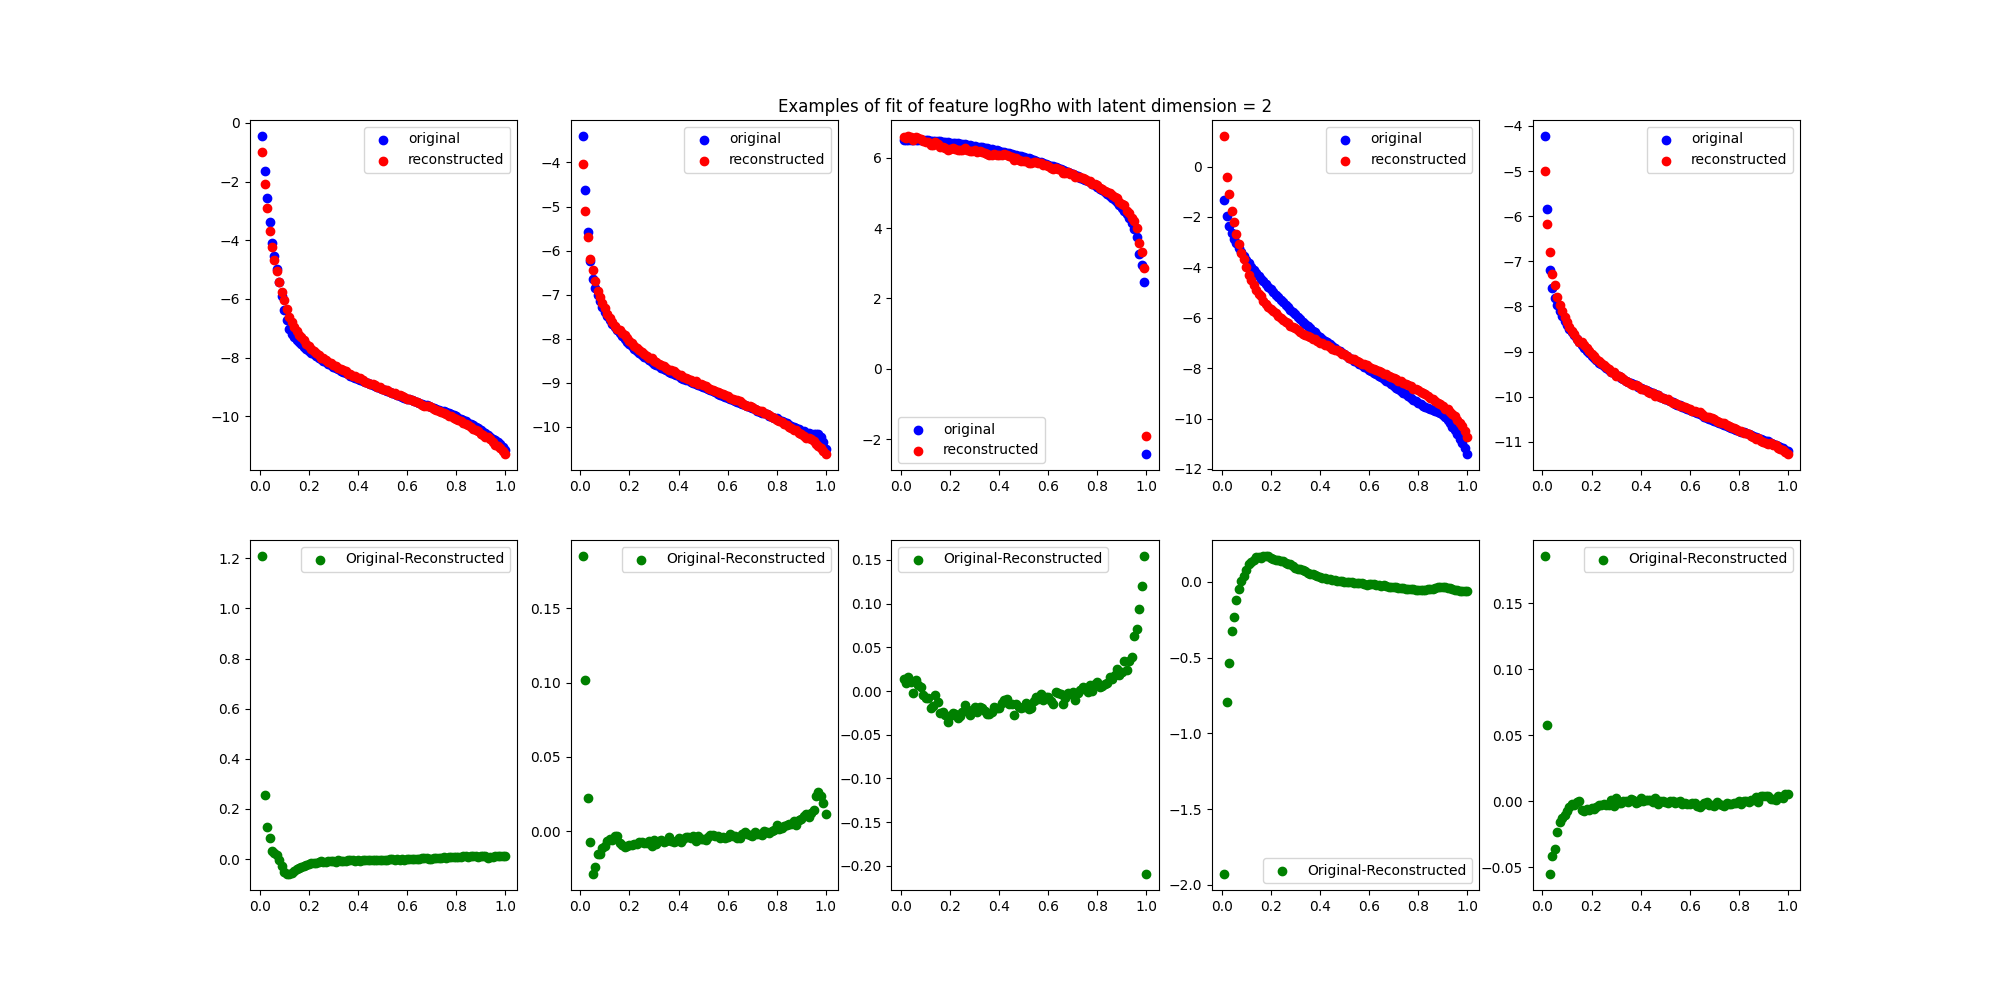 Examples of fit of feature logRho with latent dimension = 2
0
−2
−4
−6
−8
−10
0.0 0.2 0.4 0.6 0.8 1.0
original
reconstructed
−4
−5
−6
−7
−8
−9
−10
0.0 0.2 0.4 0.6 0.8 1.0
original
reconstructed
6
4
2
0
−2
0.0 0.2 0.4 0.6 0.8 1.0
original
reconstructed
0
−2
−4
−6
−8
−10
−12
0.0 0.2 0.4 0.6 0.8 1.0
original
reconstructed
−4
−5
−6
−7
−8
−9
−10
−11
0.0 0.2 0.4 0.6 0.8 1.0
original
reconstructed
1.2
1.0
0.8
0.6
0.4
0.2
0.0
0.0 0.2 0.4 0.6 0.8 1.0
Original-Reconstructed
0.15
0.10
0.05
0.00
0.0 0.2 0.4 0.6 0.8 1.0
Original-Reconstructed
0.15
0.10
0.05
0.00
−0.05
−0.10
−0.15
−0.20
0.0 0.2 0.4 0.6 0.8 1.0
Original-Reconstructed
0.0
−0.5
−1.0
−1.5
−2.0
0.0 0.2 0.4 0.6 0.8 1.0
Original-Reconstructed
0.15
0.10
0.05
0.00
−0.05
0.0 0.2 0.4 0.6 0.8 1.0
Original-Reconstructed